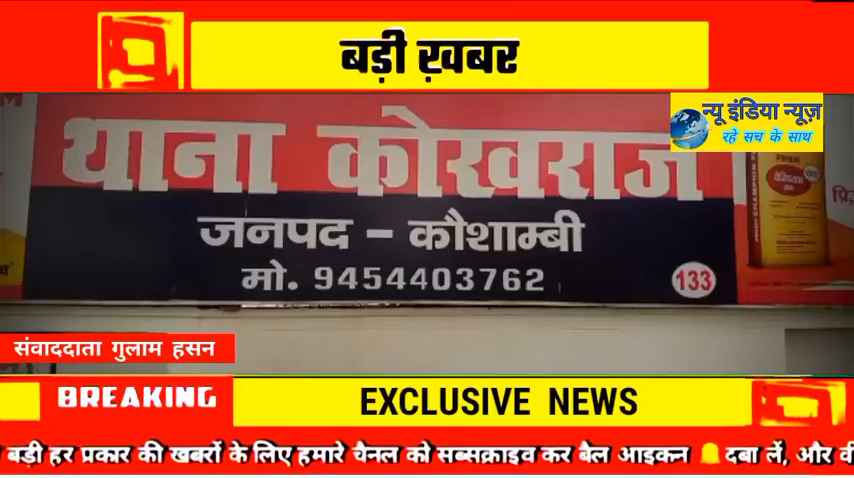 बड़ी ख़बर
न्यू इंडिया न्यूज़
रहे सच के साथ
थाना कोखराज
जनपद - कौशाम्बी
मो. 9454403762
133
संवाददाता गुलाम हसन
BREAKING
EXCLUSIVE NEWS
बड़ी हर प्रकार की खबरों के लिए हमारे चैनल को सब्सक्राइव कर बैल आइकन 🔔 दबा लें, और वी